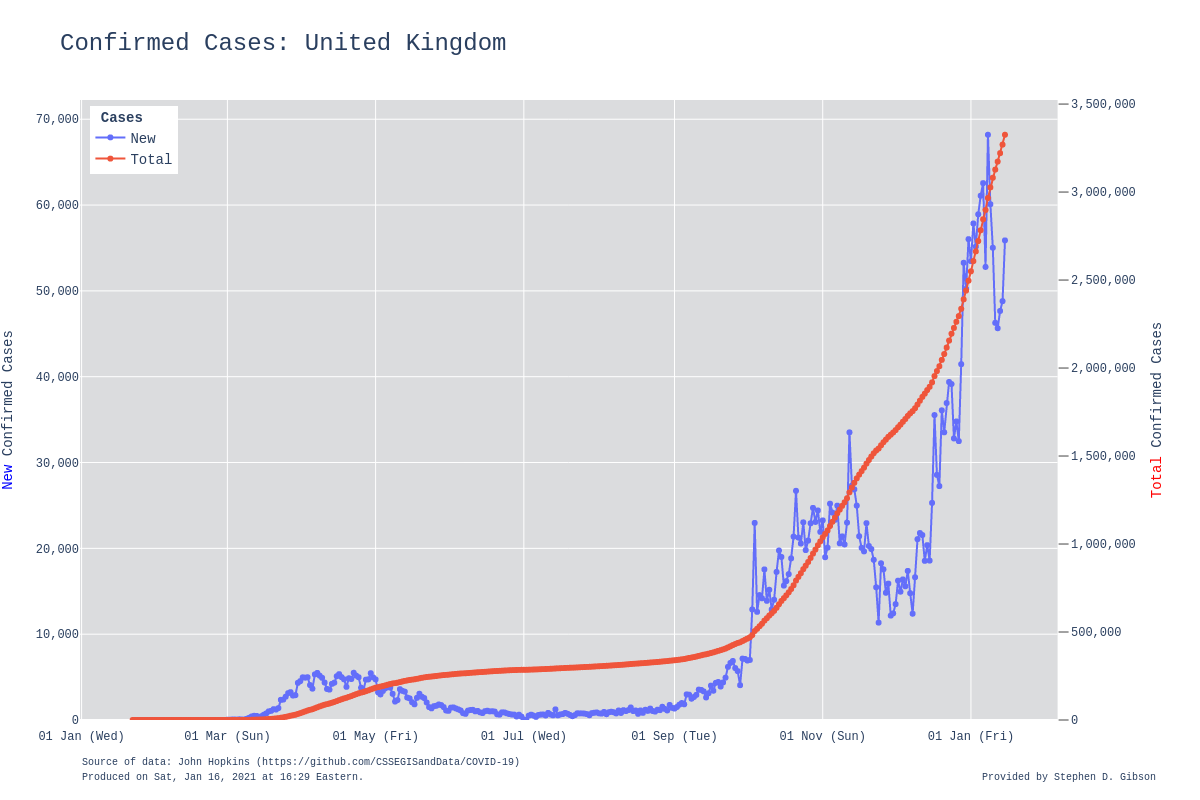 Confirmed Cases: United Kingdom
Cases
New
Total
70,000
60,000
50,000
40,000
30,000
20,000
10,000
0
New Confirmed Cases
3,500,000
3,000,000
2,500,000
2,000,000
1,500,000
1,000,000
500,000
0
Total Confirmed Cases
01 Jan (Wed) 01 Mar (Sun) 01 May (Fri) 01 Jul (Wed) 01 Sep (Tue) 01 Nov (Sun) 01 Jan (Fri)
Source of data: John Hopkins (https://github.com/CSSEGISandData/COVID-19)
Produced on Sat, Jan 16, 2021 at 16:29 Eastern.
Provided by Stephen D. Gibson